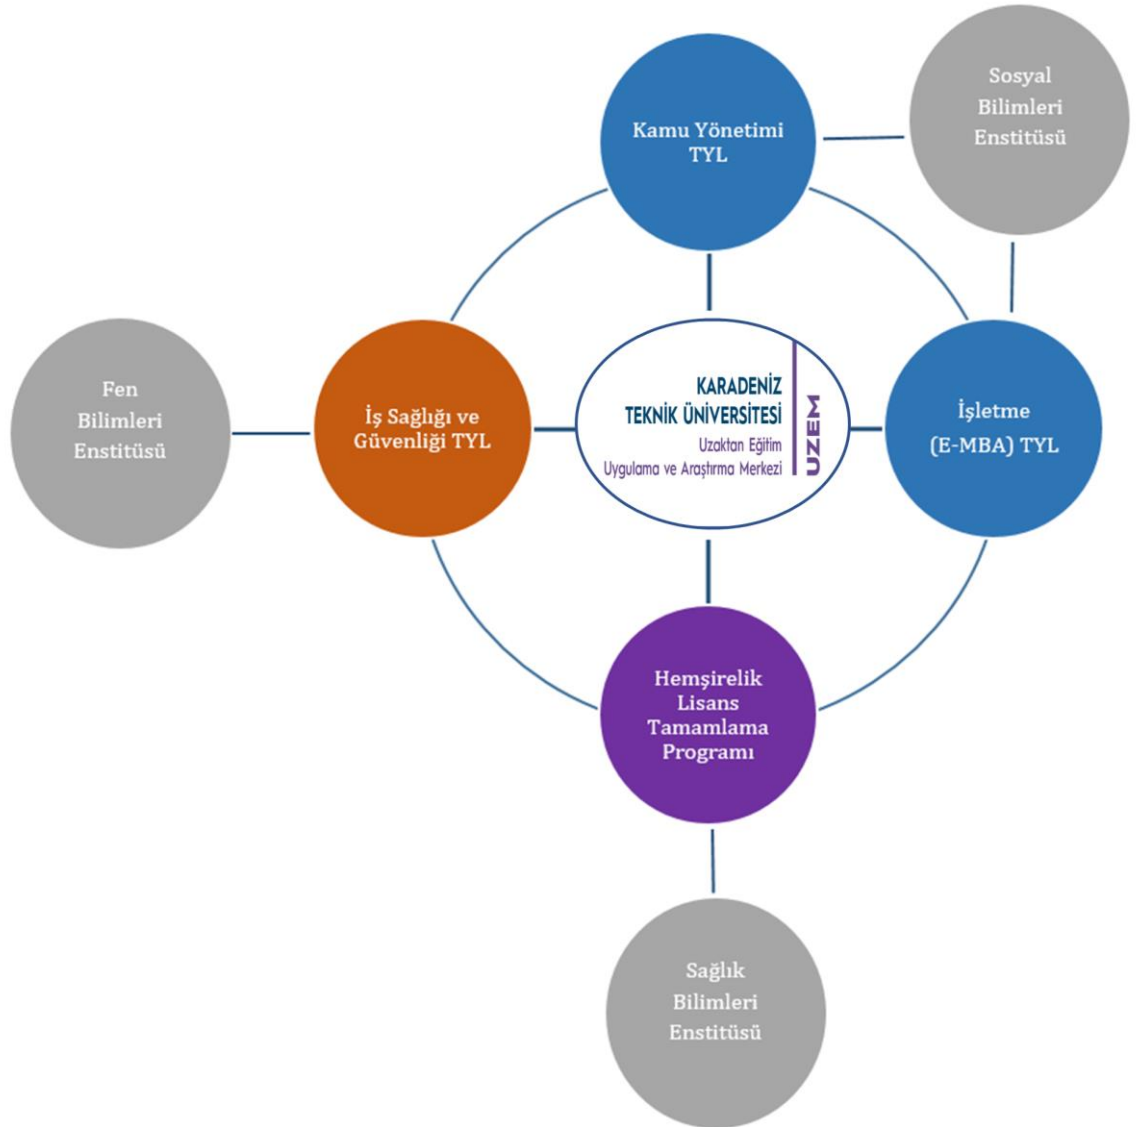 Kamu Yönetimi
TYL
Sosyal
Bilimleri
Enstitüsü
Fen
Bilimleri
Enstitüsü
İş Sağlığı ve
Güvenliği TYL
KARADENİZ
TEKNİK ÜNİVERSİTESİ
Uzaktan Eğitim
Uygulama ve Araştırma Merkezi
UZEM
İşletme
(E-MBA) TYL
Hemşirelik
Lisans
Tamamlama
Programı
Sağlık
Bilimleri
Enstitüsü